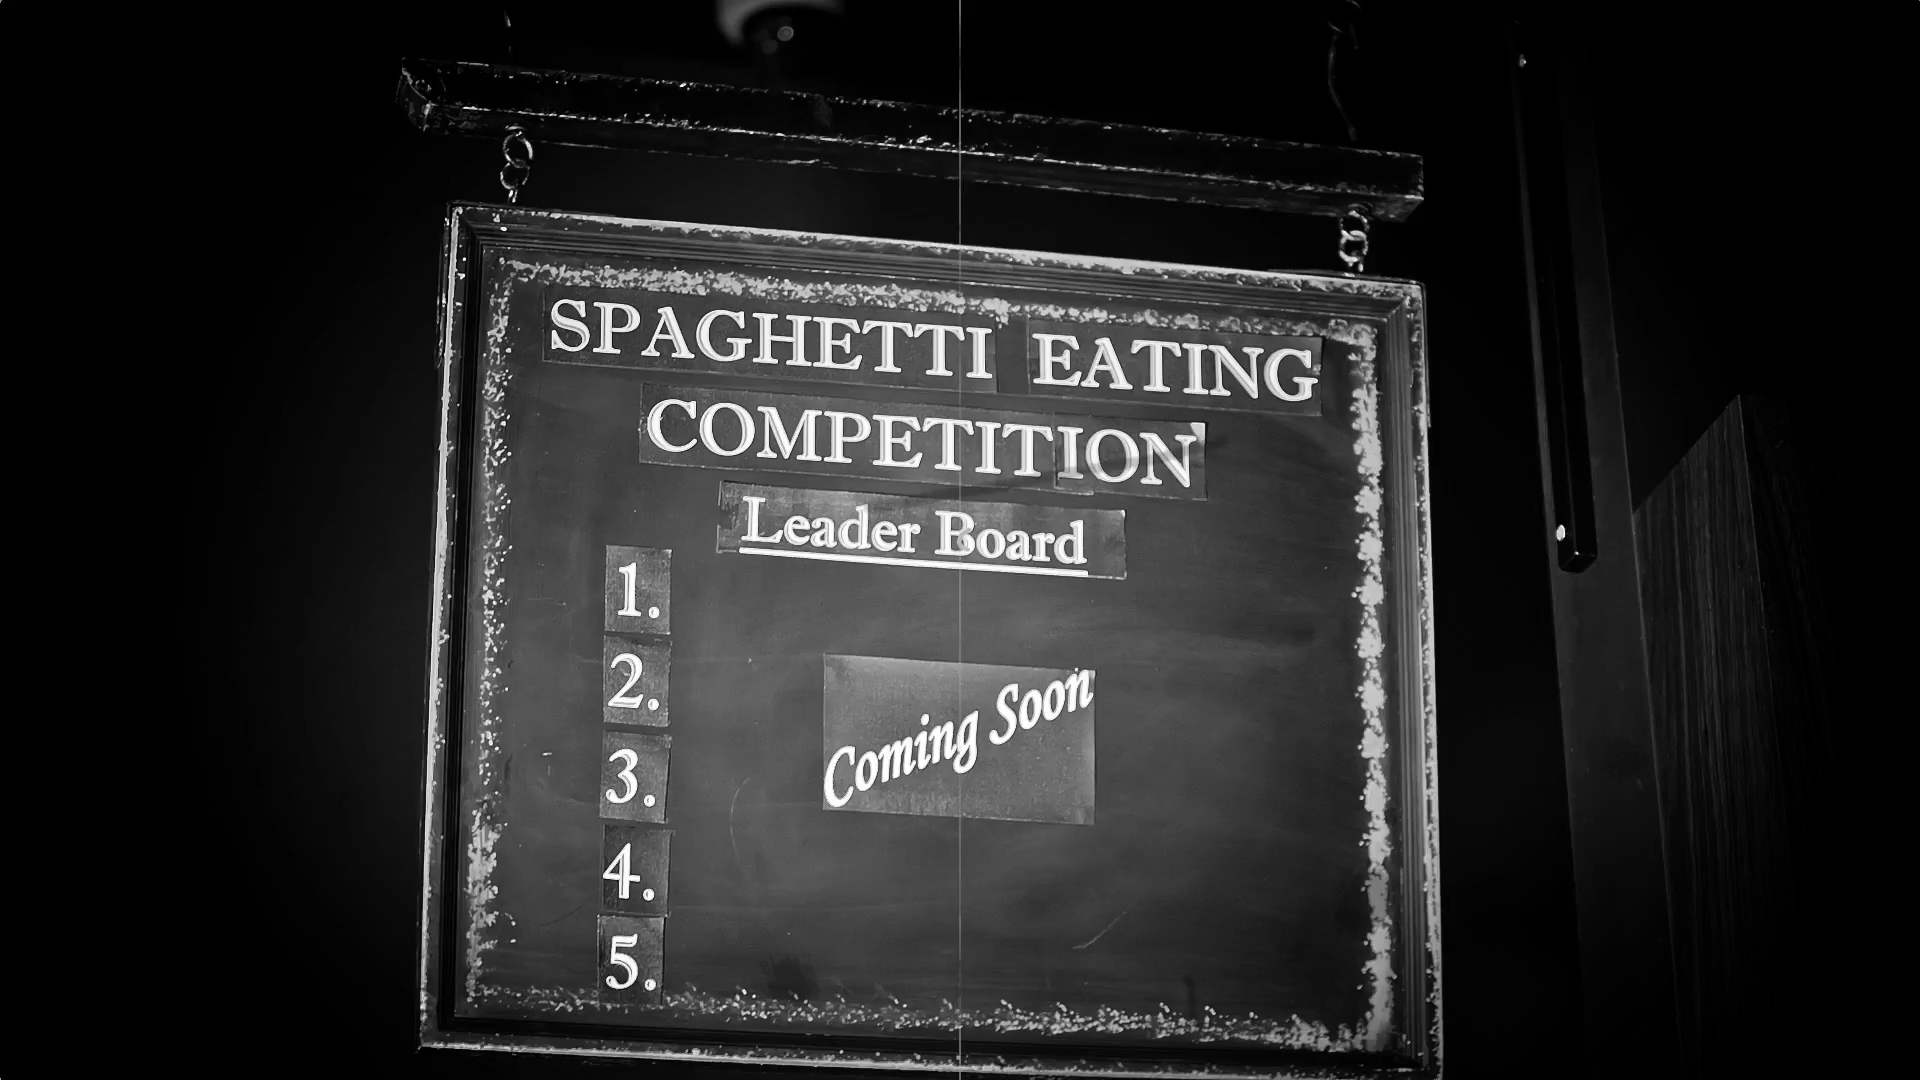 SPAGHETTI EATING
COMPETITION
Leader Board
1.
2.
3.
4.
5.
Coming Soon